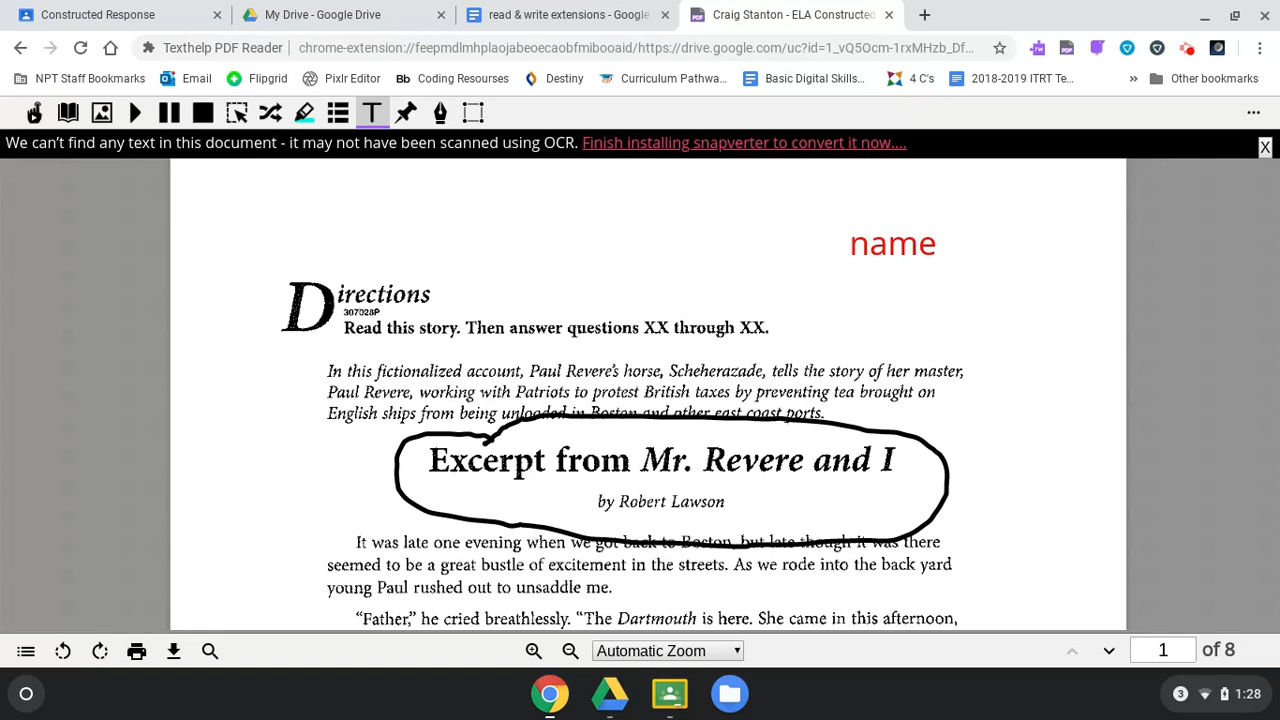 Constructed Response
My Drive - Google Drive
read & write extensions - Google
Craig Stanton - ELA Constructed
Texthelp PDF Reader
chrome-extension://feepmdlmhplaojabeoecaobfmibooaid/https://drive.google.com/uc?id=1_vQ5Ocm-1rxMHzb_Df...
NPT Staff Bookmarks
Email
Flipgrid
Pixlr Editor
Bb Coding Resourses
Destiny
Curriculum Pathwa...
Basic Digital Skills...
4 C's
2018-2019 ITRT Te...
Other bookmarks
We can't find any text in this document - it may not have been scanned using OCR. Finish installing snapverter to convert it now....
X
name
Directions
307028P
Read this story. Then answer questions XX through XX.
In this fictionalized account, Paul Revere's horse, Scheherazade, tells the story of her master,
Paul Revere, working with Patriots to protest British taxes by preventing tea brought on
English ships from being unloaded in Boston and other east coast ports.
Excerpt from Mr. Revere and I
by Robert Lawson
It was late one evening when we got back to Boston, but late though it was there
seemed to be a great bustle of excitement in the streets. As we rode into the back yard
young Paul rushed out to unsaddle me.
"Father," he cried breathlessly. "The Dartmouth is here. She came in this afternoon,
Automatic Zoom
1 of 8
3
1:28